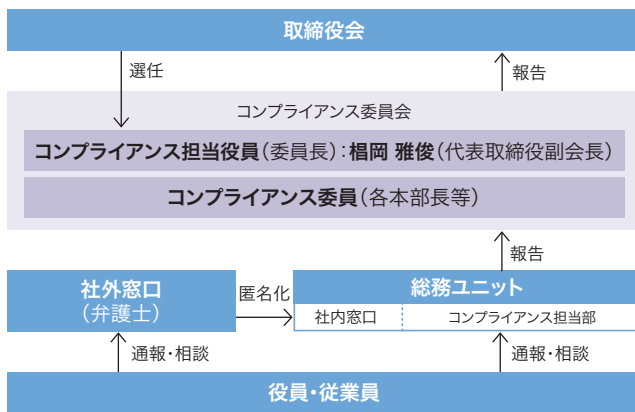 取締役会
選任
報告
コンプライアンス委員会
コンプライアンス担当役員(委員長):椙岡 雅俊(代表取締役副会長)
コンプライアンス委員(各本部長等)
報告
社外窓口
(弁護士)
匿名化
総務ユニット
社内窓口
コンプライアンス担当部
通報・相談
通報・相談
役員・従業員